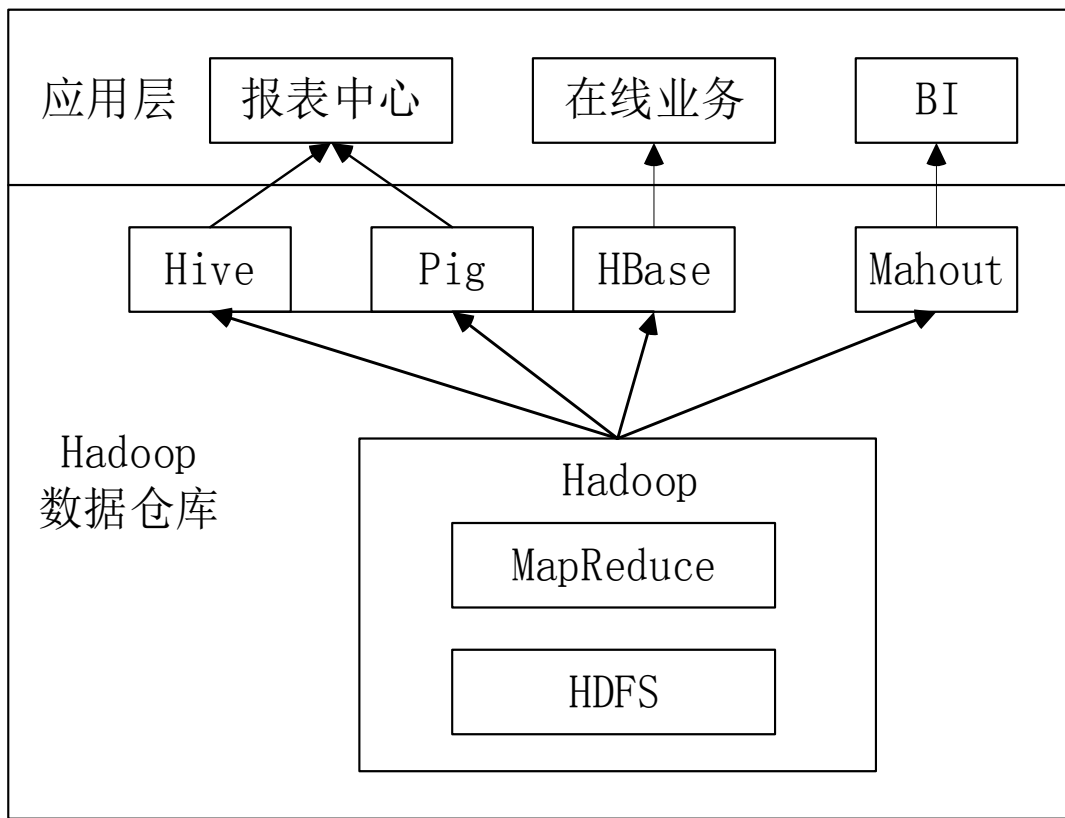 应用层
报表中心
在线业务
BI
Hive
Pig
HBase
Mahout
Hadoop
数据仓库
Hadoop
MapReduce
HDFS